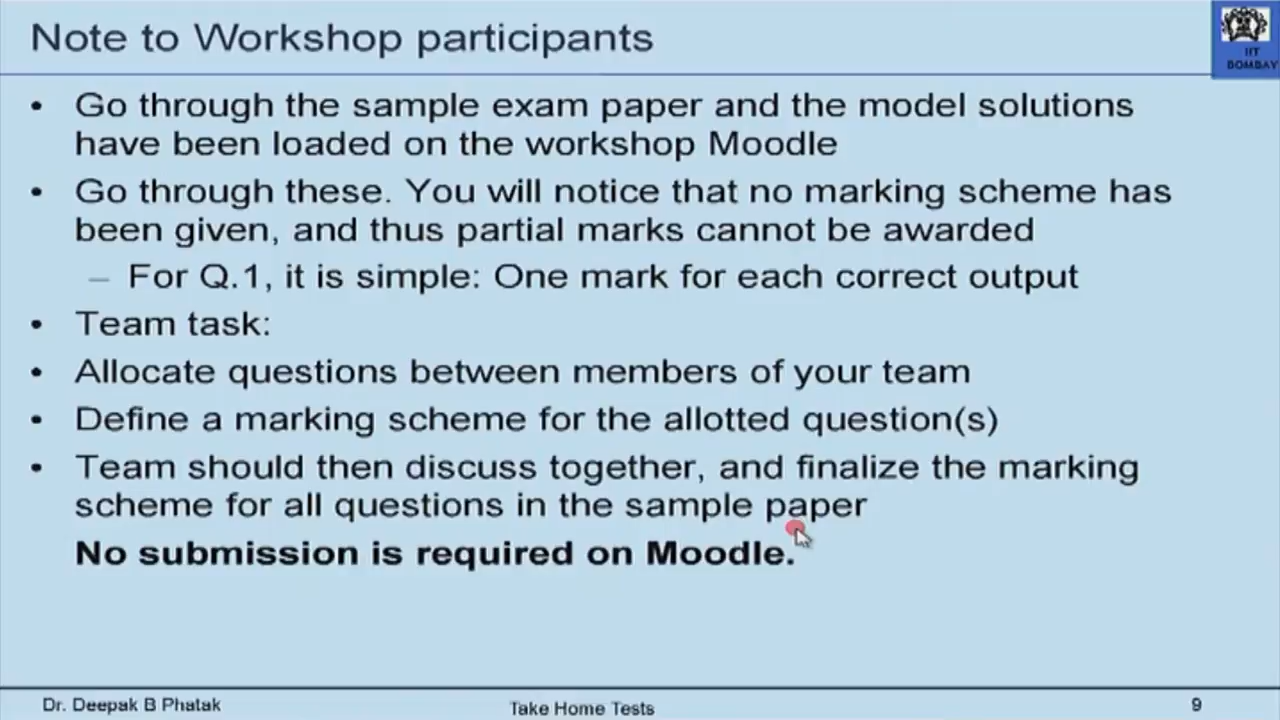 Note to Workshop participants
IIT
BOMBAY
• Go through the sample exam paper and the model solutions
have been loaded on the workshop Moodle
• Go through these. You will notice that no marking scheme has
been given, and thus partial marks cannot be awarded
– For Q.1, it is simple: One mark for each correct output
• Team task:
• Allocate questions between members of your team
• Define a marking scheme for the allotted question(s)
• Team should then discuss together, and finalize the marking
scheme for all questions in the sample paper
No submission is required on Moodle.
Dr. Deepak B Phatak
Take Home Tests
9